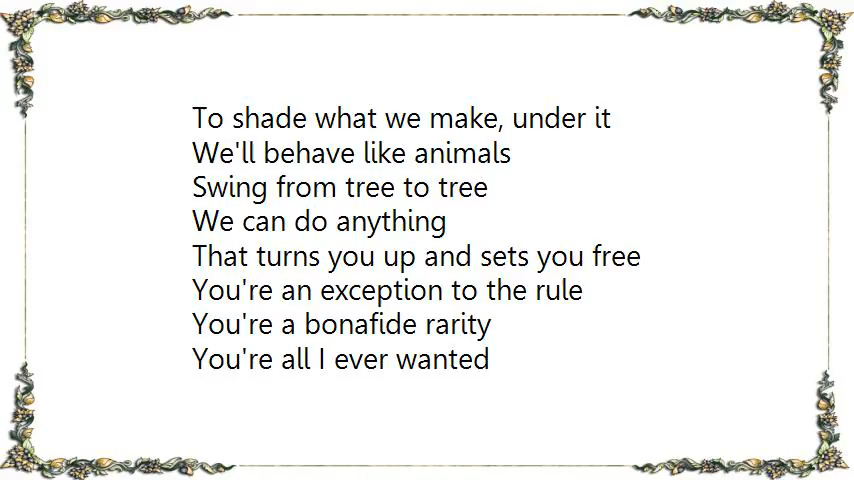 To shade what we make, under it
We'll behave like animals
Swing from tree to tree
We can do anything
That turns you up and sets you free
You're an exception to the rule
You're a bonafide rarity
You're all I ever wanted